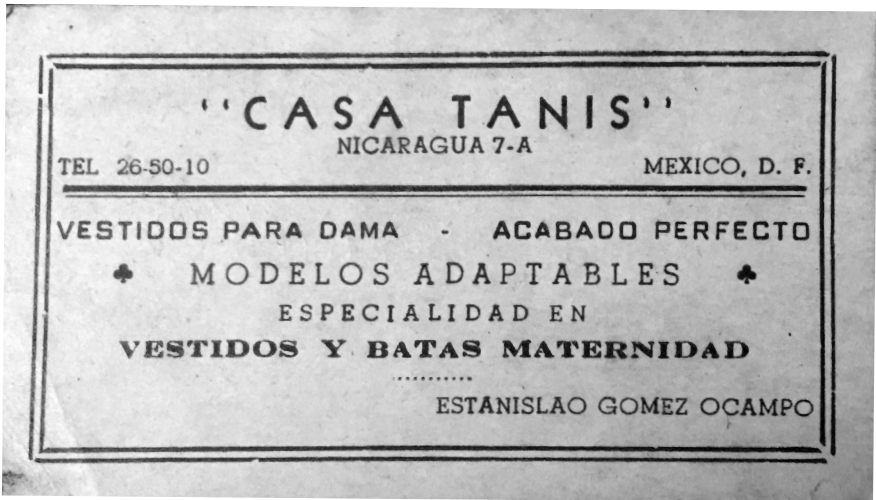 "CASA TANIS"
NICARAGUA 7-A
TEL 26-50-10 MEXICO, D. F.
VESTIDOS PARA DAMA - ACABADO PERFECTO
♣ MODELOS ADAPTABLES ♣
ESPECIALIDAD EN
VESTIDOS Y BATAS MATERNIDAD
...........
ESTANISLAO GOMEZ OCAMPO